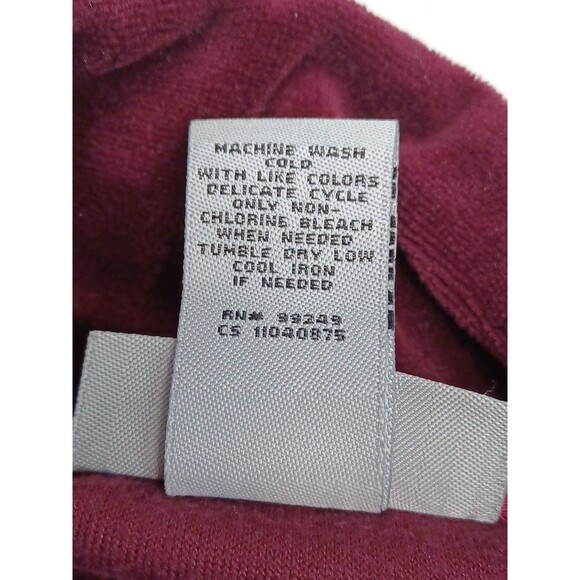 MACHINE WASH
COLD
WITH LIKE COLORS
DELICATE CYCLE
ONLY NON-
CHLORINE BLEACH
WHEN NEEDED
TUMBLE DRY LOW
COOL IRON
IF NEEDED
RN# 99249
CS 11040875